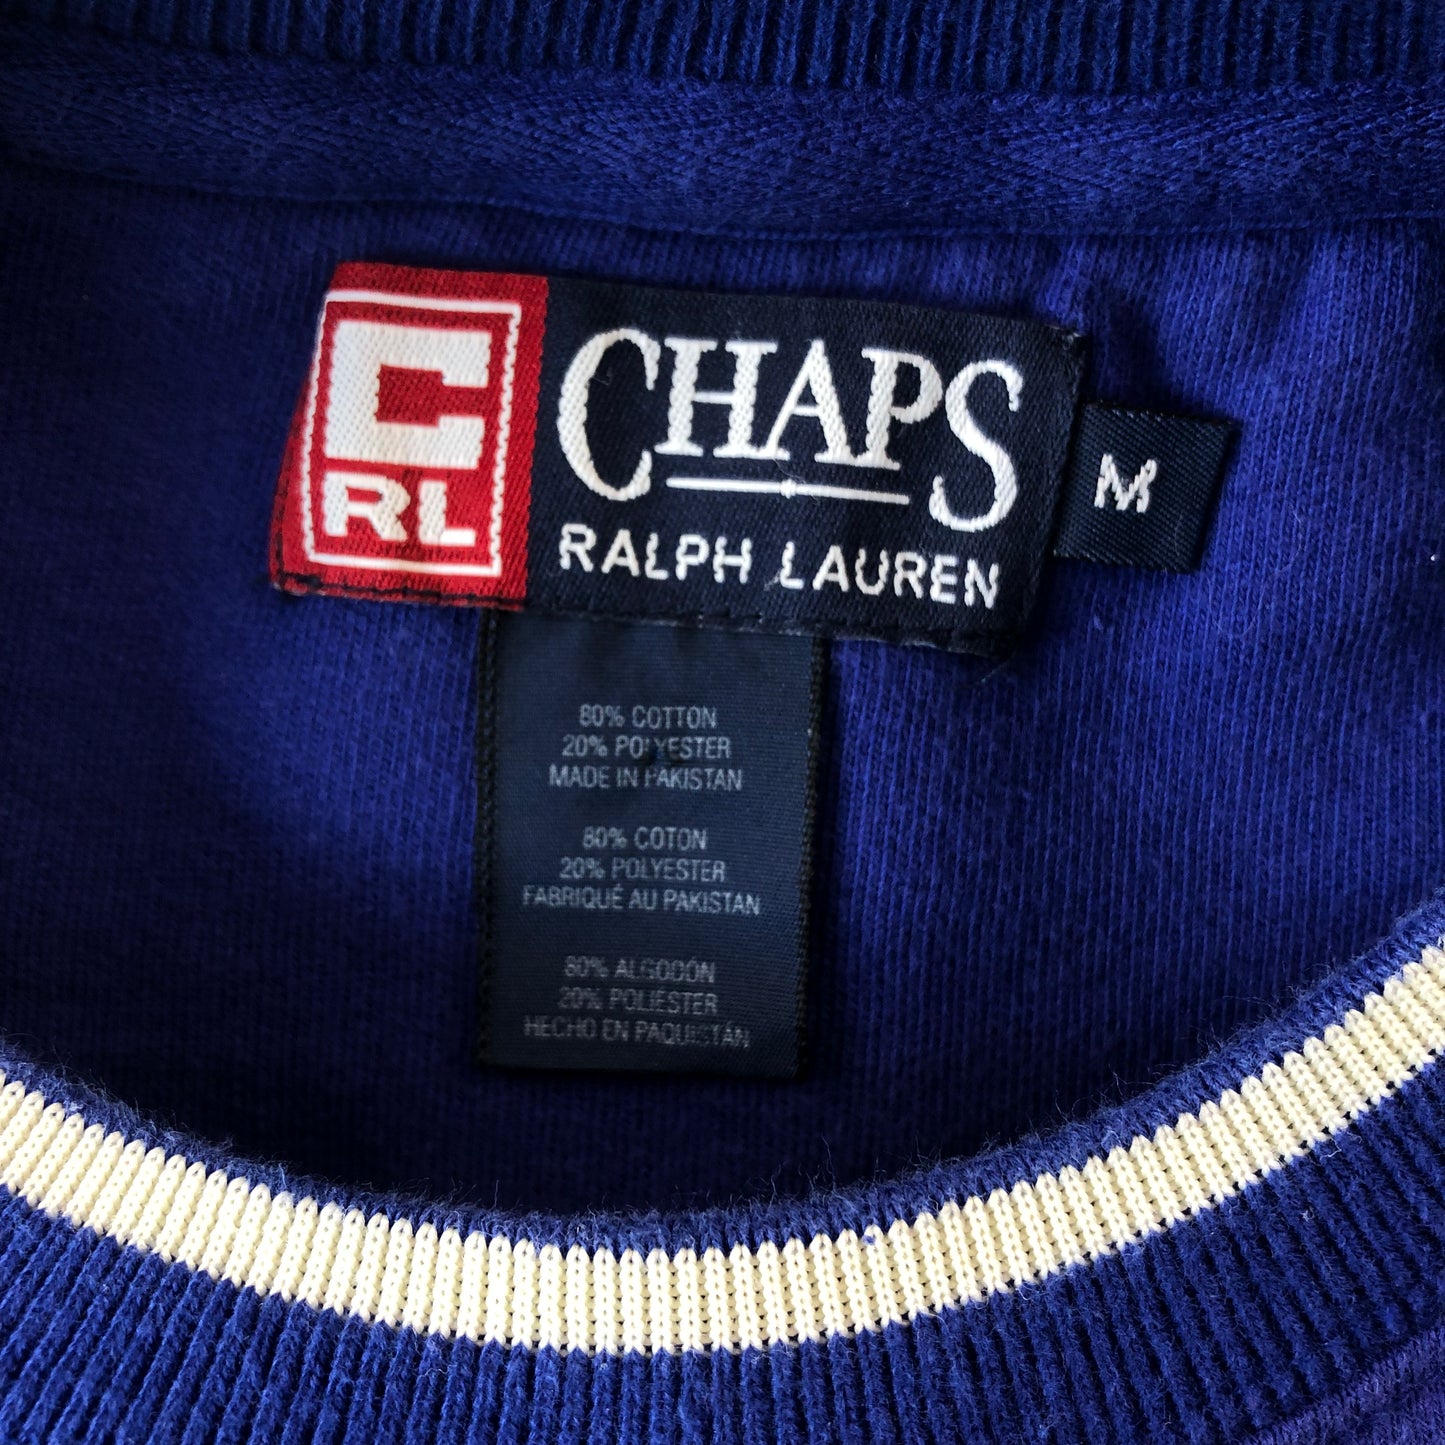 C
RL
CHAPS
RALPH LAUREN
M
80% COTTON
20% POLYESTER
MADE IN PAKISTAN
80% COTON
20% POLYESTER
FABRIQUÉ AU PAKISTAN
80% ALGODÓN
20% POLIÉSTER
HECHO EN PAQUISTÁN